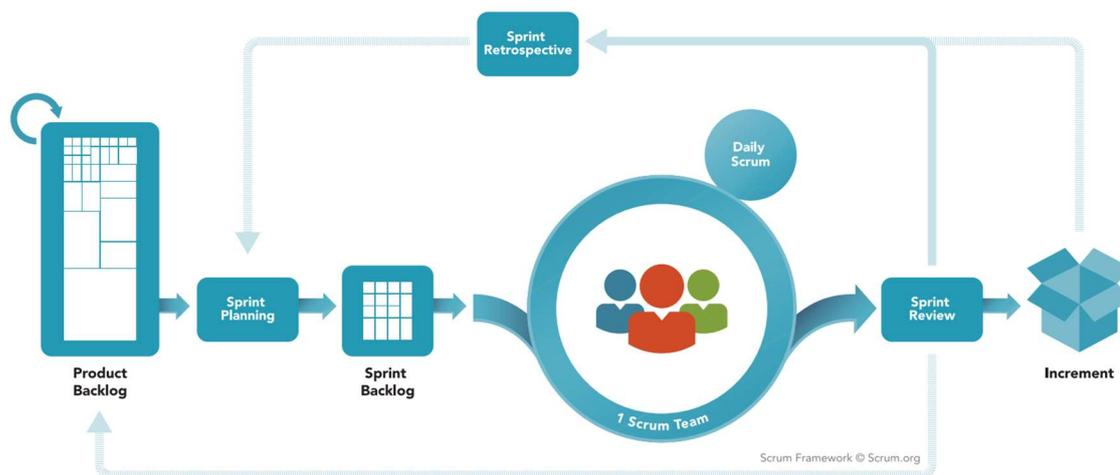 Sprint
Retrospective
Daily
Scrum
Sprint
Planning
Sprint
Review
Product
Backlog
Sprint
Backlog
1 Scrum Team
Increment
Scrum Framework © Scrum.org